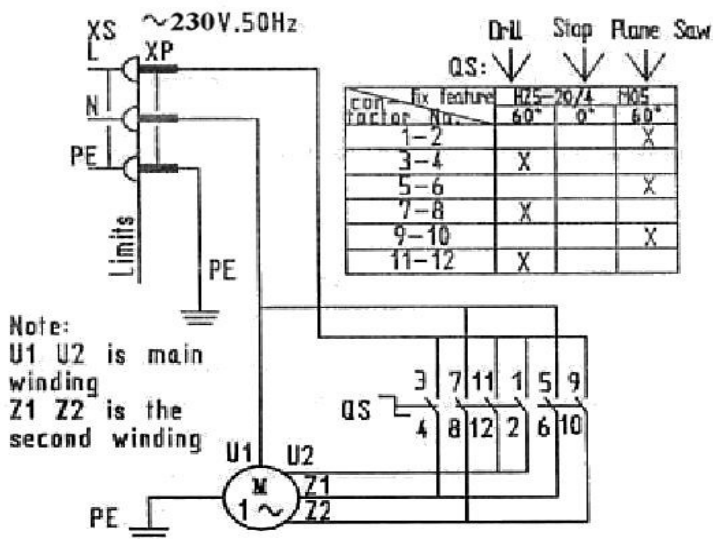 XS ~230V.50Hz
L XP
N
PE
Limits
PE
Drill Stop Plane Saw
QS:
con- fix feature HZ5-20/4 M05
tactor No. 60° 0° 60°
1-2 X
3-4 X
5-6 X
7-8 X
9-10 X
11-12 X
Note:
U1 U2 is main
winding
Z1 Z2 is the
second winding
3 7 11 1 5 9
QS
4 8 12 2 6 10
U1 U2
M
1~
Z1
Z2
PE